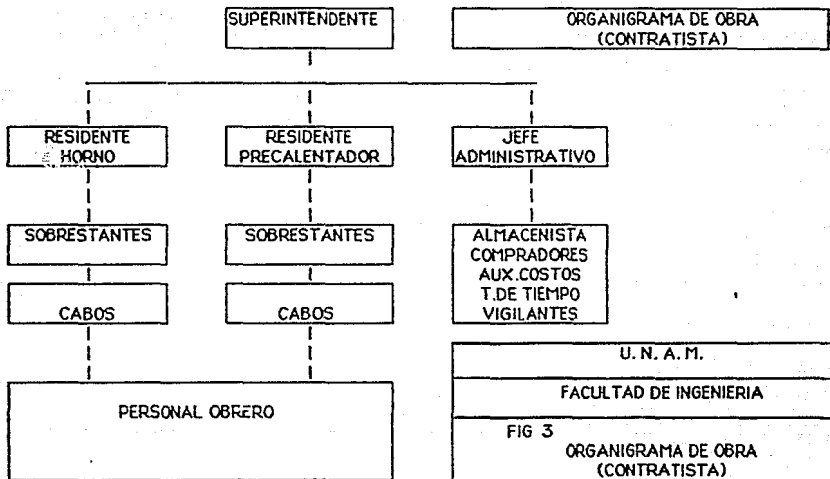 SUPERINTENDENTE
ORGANIGRAMA DE OBRA
(CONTRATISTA)
RESIDENTE
HORNO
RESIDENTE
PRECALENTADOR
JEFE
ADMINISTRATIVO
SOBRESTANTES
SOBRESTANTES
ALMACENISTA
COMPRADORES
AUX.COSTOS
T.DE TIEMPO
VIGILANTES
CABOS
CABOS
PERSONAL OBRERO
U. N. A. M.
FACULTAD DE INGENIERIA
FIG 3
ORGANIGRAMA DE OBRA
(CONTRATISTA)